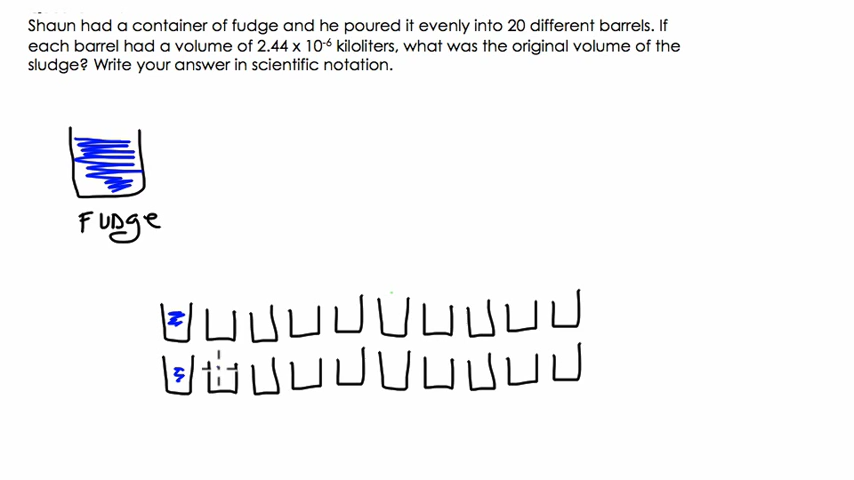 Shaun had a container of fudge and he poured it evenly into 20 different barrels. If
each barrel had a volume of 2.44 x 10⁻⁶ kiloliters, what was the original volume of the
sludge? Write your answer in scientific notation.
FUDge